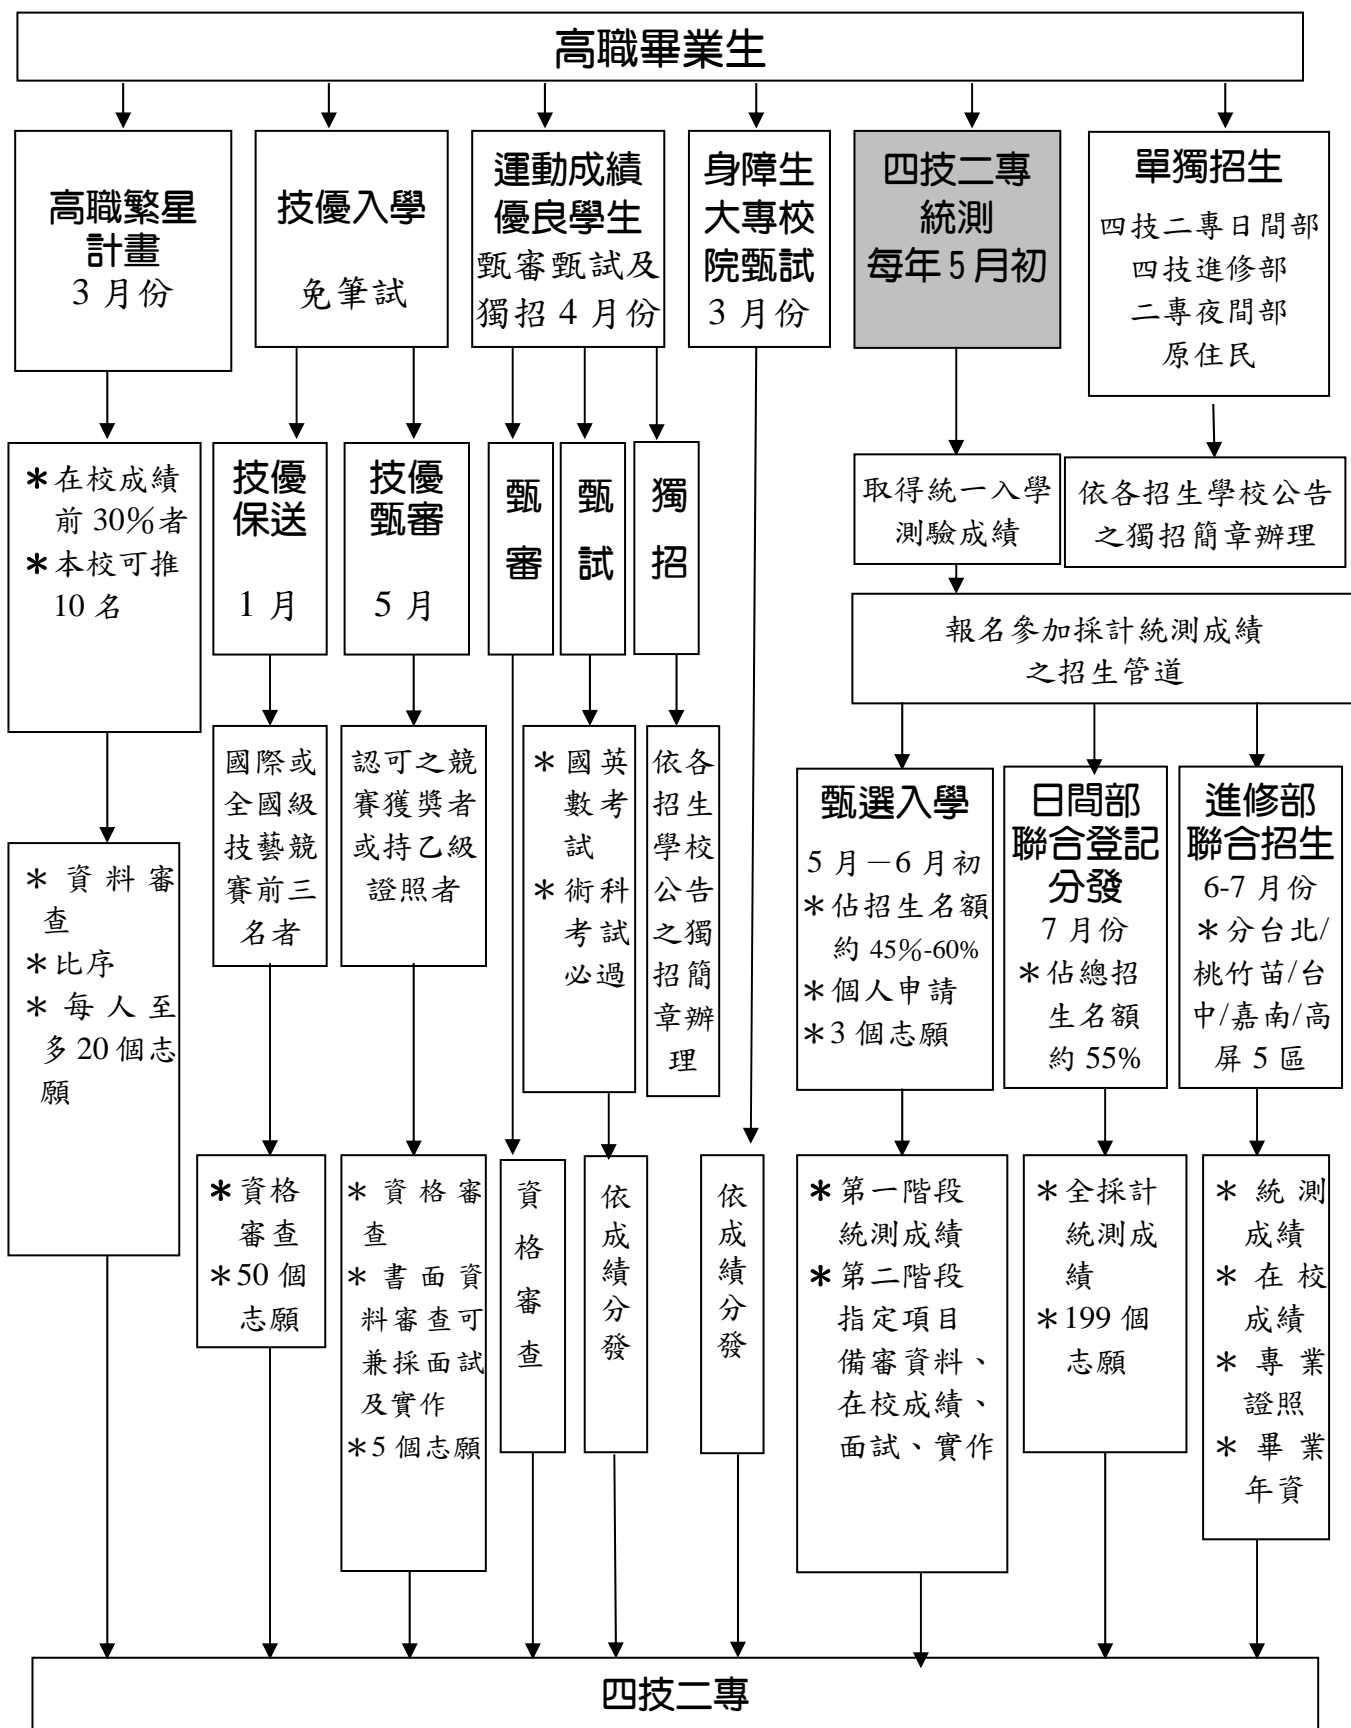 高職畢業生
高職繁星
計畫
3 月份
技優入學
免筆試
運動成績
優良學生
甄審甄試及
獨招 4 月份
身障生
大專校
院甄試
3 月份
四技二專
統測
每年 5 月初
單獨招生
四技二專日間部
四技進修部
二專夜間部
原住民
＊在校成績
前 30%者
＊本校可推
10 名
技優
保送
1 月
技優
甄審
5 月
甄
審
甄
試
獨
招
取得統一入學
測驗成績
依各招生學校公告
之獨招簡章辦理
報名參加採計統測成績
之招生管道
國際或
全國級
技藝競
賽前三
名者
認可之競
賽獲獎者
或持乙級
證照者
＊國英
數考
試
＊術科
考試
必過
依各
招生
學校
公告
之獨
招簡
章辦
理
甄選入學
5 月－6 月初
＊佔招生名額
約 45%-60%
＊個人申請
＊3 個志願
日間部
聯合登記
分發
7 月份
＊佔總招
生名額
約 55%
進修部
聯合招生
6-7 月份
＊分台北/
桃竹苗/台
中/嘉南/高
屏 5 區
＊資料審
查
＊比序
＊每人至
多 20 個志
願
＊資格
審查
＊50 個
志願
＊資格審
查
＊書面資
料審查可
兼採面試
及實作
＊5 個志願
資
格
審
查
依
成
績
分
發
依
成
績
分
發
＊第一階段
統測成績
＊第二階段
指定項目
備審資料、
在校成績、
面試、實作
＊全採計
統測成
績
＊199 個
志願
＊統測
成績
＊在校
成績
＊專業
證照
＊畢業
年資
四技二專